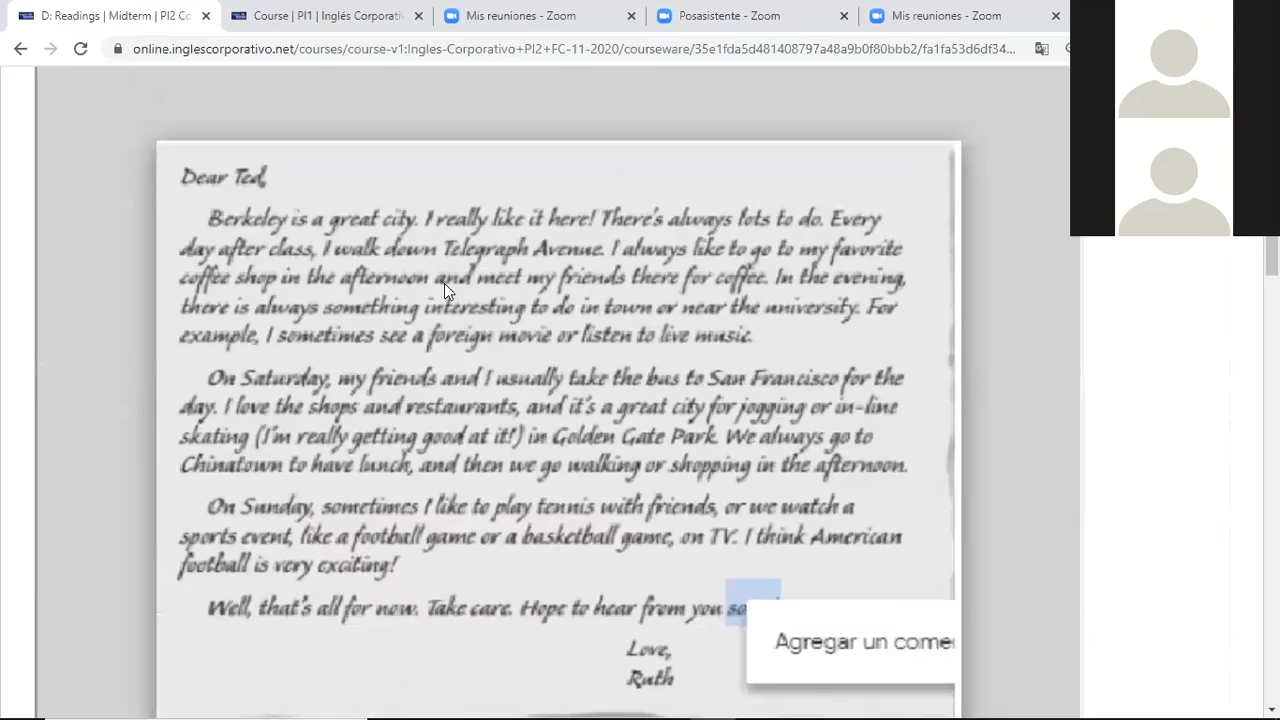 D: Readings | Midterm | PI2 Co
Course | PI1 | Inglés Corporati
Mis reuniones - Zoom
Posasistente - Zoom
Mis reuniones - Zoom
online.inglescorporativo.net/courses/course-v1:Ingles-Corporativo+PI2+FC-11-2020/courseware/35e1fda3d481408797a48a9b0f80bbb2/fa1fa53d6df34...
Dear Ted,
Berkeley is a great city. I really like it here! There's always lots to do. Every
day after class, I walk down Telegraph Avenue. I always like to go to my favorite
coffee shop in the afternoon and meet my friends there for coffee. In the evening,
there is always something interesting to do in town or near the university. For
example, I sometimes see a foreign movie or listen to live music.
On Saturday, my friends and I usually take the bus to San Francisco for the
day. I love the shops and restaurants, and it's a great city for jogging or in-line
skating (I'm really getting good at it!) in Golden Gate Park. We always go to
Chinatown to have lunch, and then we go walking or shopping in the afternoon.
On Sunday, sometimes I like to play tennis with friends, or we watch a
sports event, like a football game or a basketball game, on TV. I think American
football is very exciting!
Well, that's all for now. Take care. Hope to hear from you so
Agregar un comen
Love,
Ruth